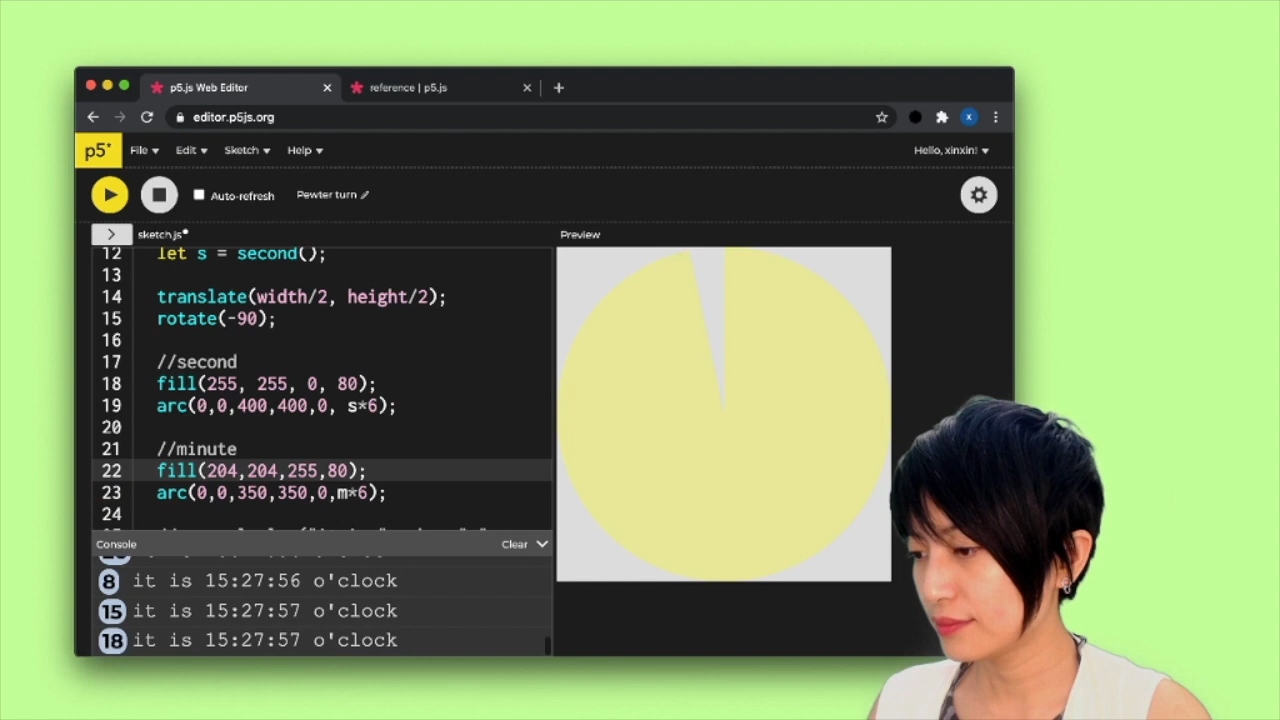 p5.js Web Editor
reference | p5.js
editor.p5js.org
x
p5*
File
Edit
Sketch
Help
Hello, xinxin!
Auto-refresh
Pewter turn
sketch.js
Preview
12 let s = second();
13
14 translate(width/2, height/2);
15 rotate(-90);
16
17 //second
18 fill(255, 255, 0, 80);
19 arc(0,0,400,400,0, s*6);
20
21 //minute
22 fill(204,204,255,80);
23 arc(0,0,350,350,0,m*6);
24
Console
Clear
8 it is 15:27:56 o'clock
15 it is 15:27:57 o'clock
18 it is 15:27:57 o'clock